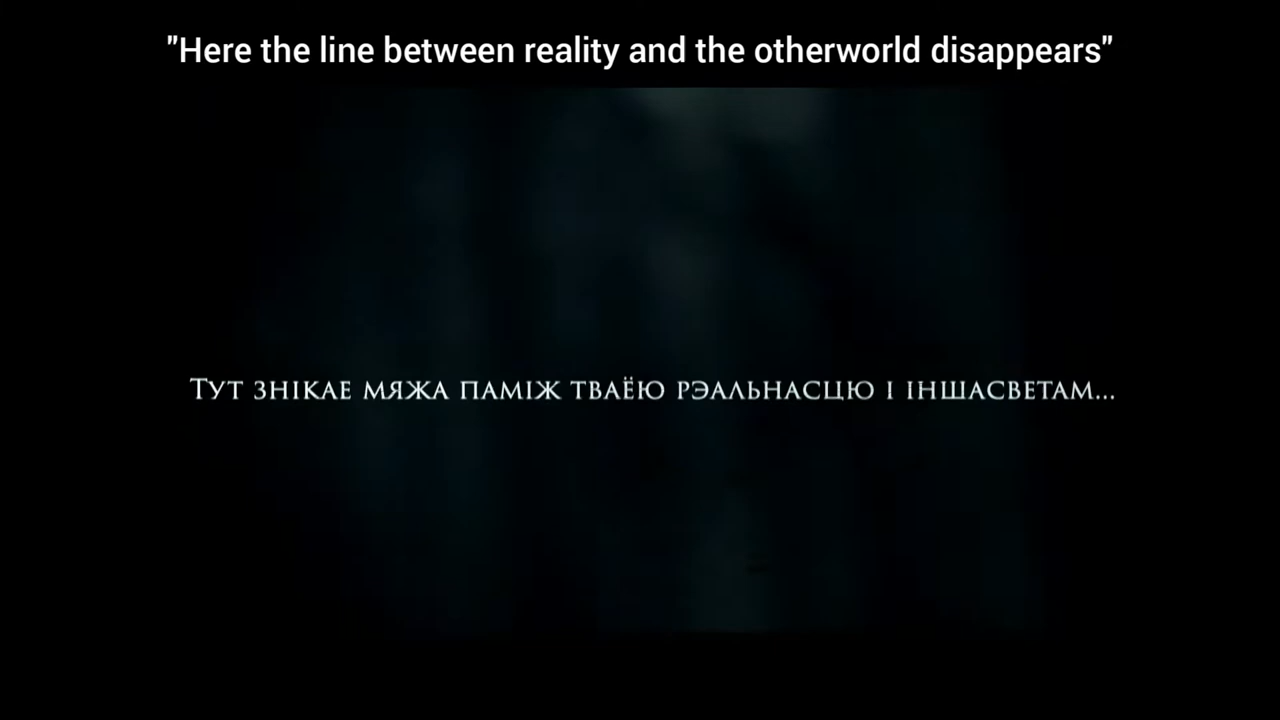 "Here the line between reality and the otherworld disappears"
Тут знікае мяжа паміж тваёю рэальнасцю і іншасветам...